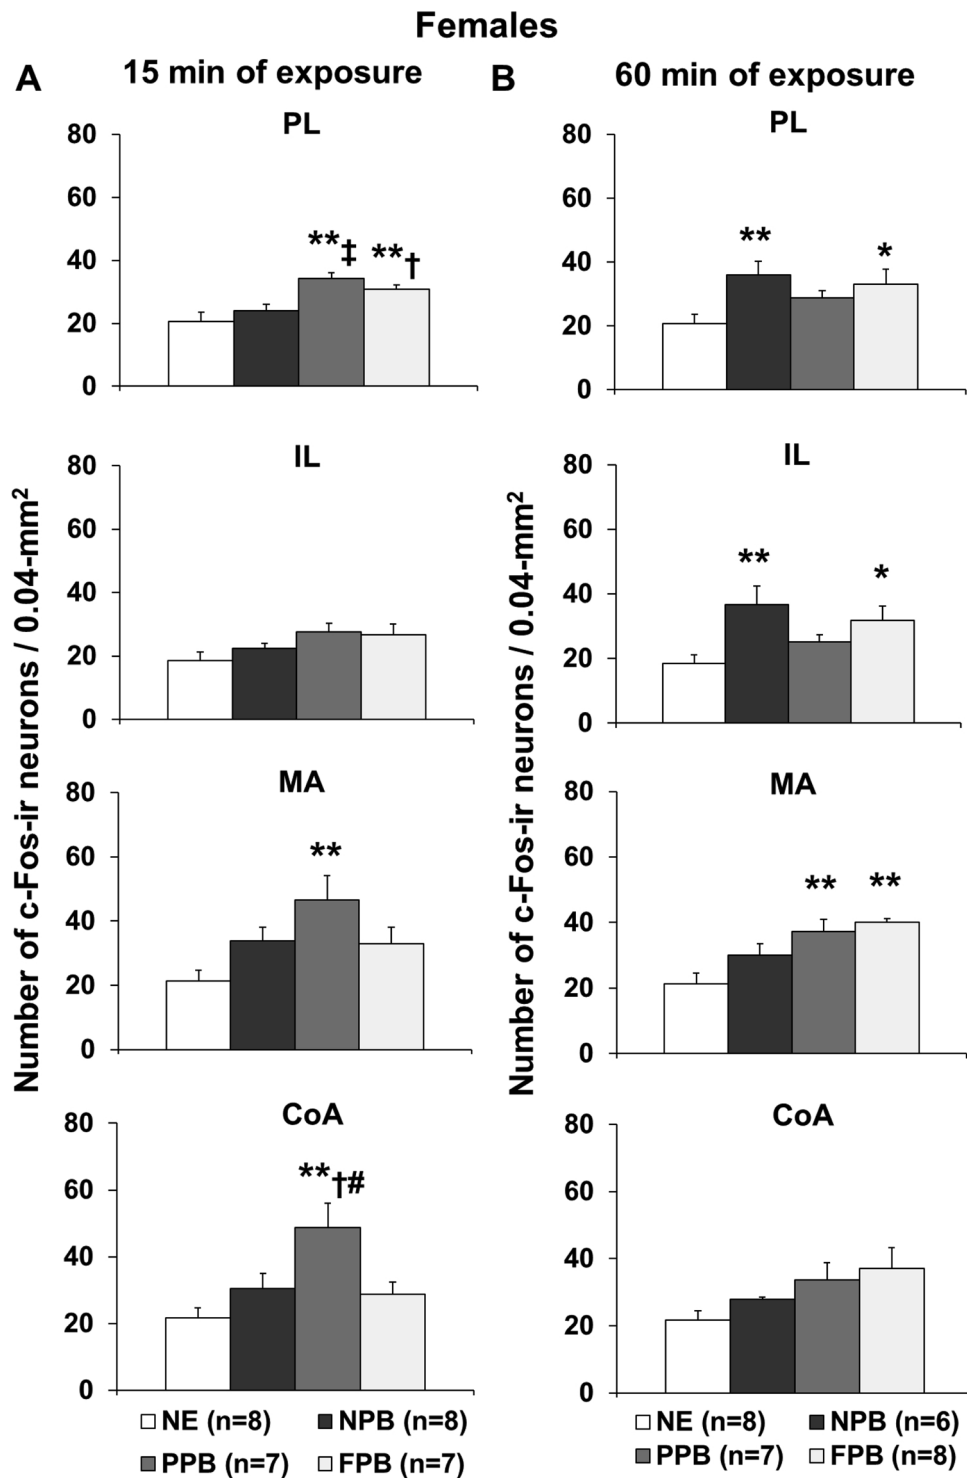 Females
A 15 min of exposure
B 60 min of exposure
Number of c-Fos-ir neurons / 0.04-mm²
PL
80
60
40
20
0
**‡
**†
IL
80
60
40
20
0
MA
80
60
40
20
0
**
CoA
80
60
40
20
0
**†#
NE (n=8) NPB (n=8)
PPB (n=7) FPB (n=7)
Number of c-Fos-ir neurons / 0.04-mm²
PL
80
60
40
20
0
**
*
IL
80
60
40
20
0
**
*
MA
80
60
40
20
0
**
**
CoA
80
60
40
20
0
NE (n=8) NPB (n=6)
PPB (n=7) FPB (n=8)